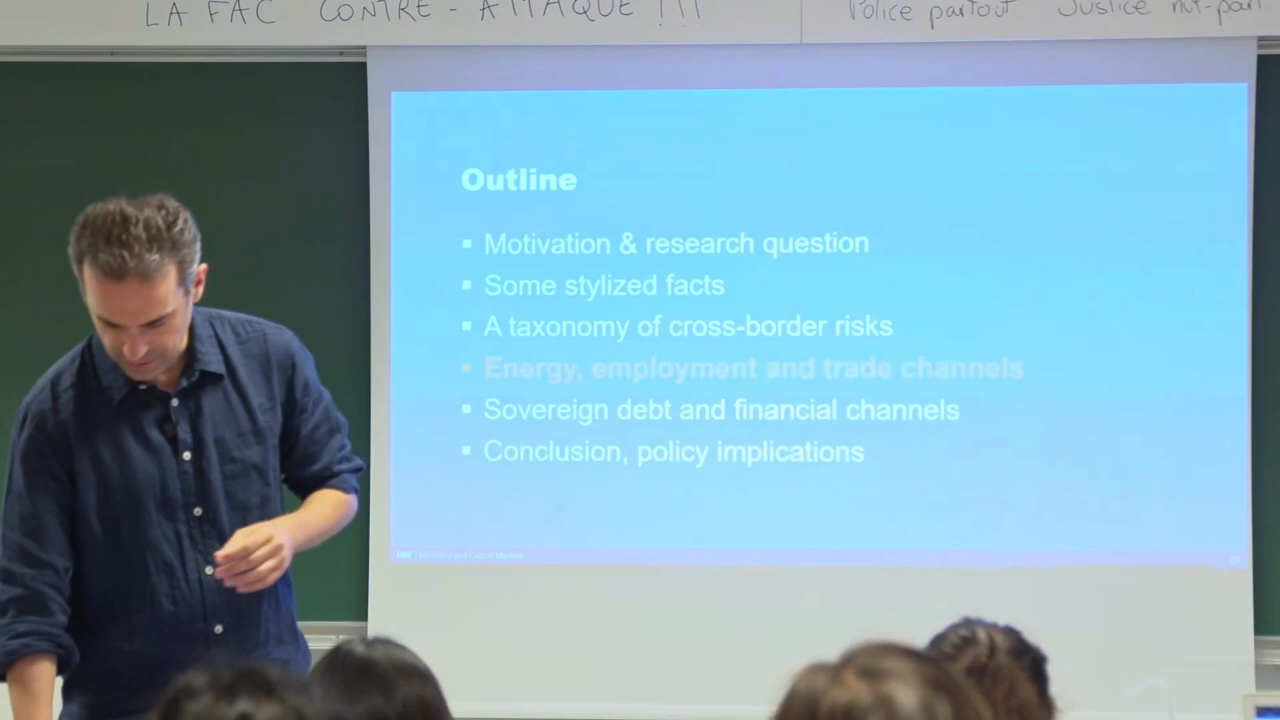 LA FAC CONTRE-ATTAQUE !!!
Police partout Justice nul-part
Outline
▪ Motivation & research question
▪ Some stylized facts
▪ A taxonomy of cross-border risks
▪ Energy, employment and trade channels
▪ Sovereign debt and financial channels
▪ Conclusion, policy implications